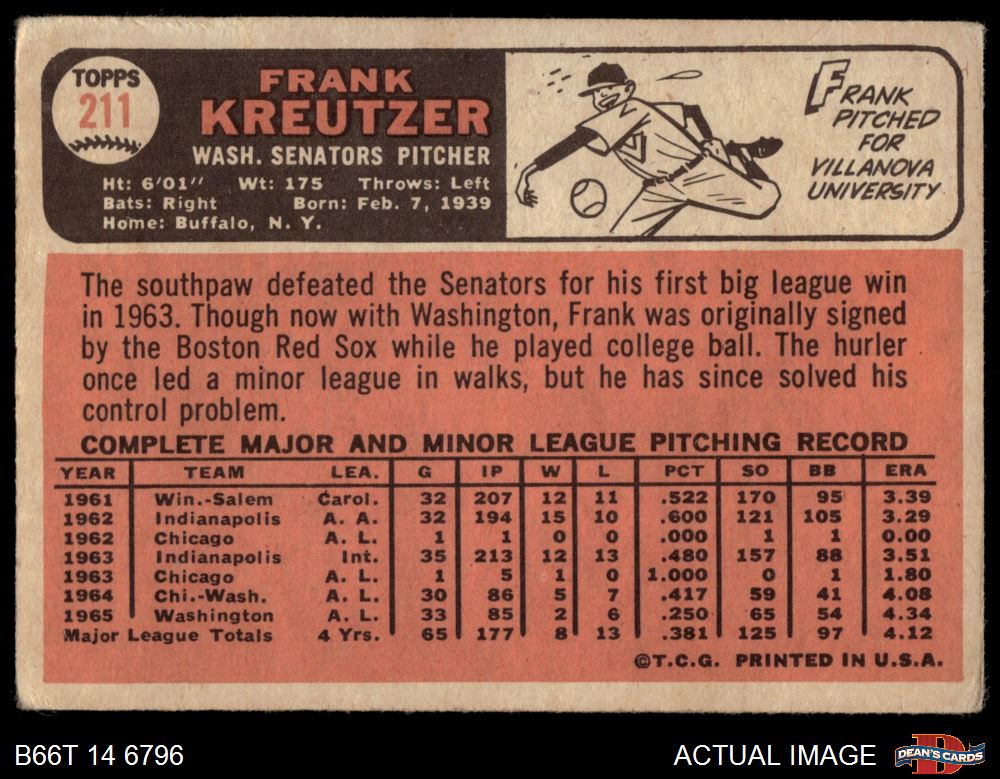 TOPPS
211
FRANK
KREUTZER
WASH. SENATORS PITCHER
Ht: 6'01" Wt: 175 Throws: Left
Bats: Right Born: Feb. 7, 1939
Home: Buffalo, N. Y.
FRANK
PITCHED
FOR
VILLANOVA
UNIVERSITY
The southpaw defeated the Senators for his first big league win
in 1963. Though now with Washington, Frank was originally signed
by the Boston Red Sox while he played college ball. The hurler
once led a minor league in walks, but he has since solved his
control problem.
COMPLETE MAJOR AND MINOR LEAGUE PITCHING RECORD
YEAR TEAM LEA. G IP W L PCT SO BB ERA
1961 Win.-Salem Carol. 32 207 12 11 .522 170 95 3.39
1962 Indianapolis A. A. 32 194 15 10 .600 121 105 3.29
1962 Chicago A. L. 1 1 0 0 .000 1 1 0.00
1963 Indianapolis Int. 35 213 12 13 .480 157 88 3.51
1963 Chicago A. L. 1 5 1 0 1.000 0 1 1.80
1964 Chi.-Wash. A. L. 30 86 5 7 .417 59 41 4.08
1965 Washington A. L. 33 85 2 6 .250 65 54 4.34
Major League Totals 4 Yrs. 65 177 8 13 .381 125 97 4.12
©T.C.G. PRINTED IN U.S.A.
B66T 14 6796
ACTUAL IMAGE
DEAN'S CARDS